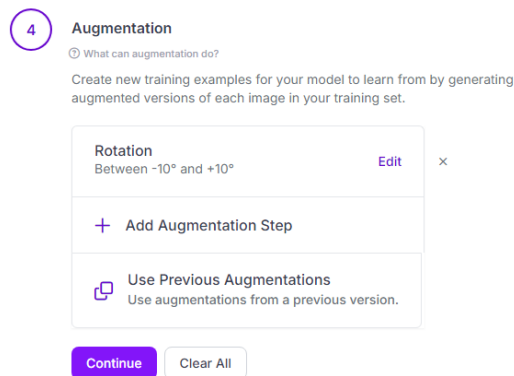 4 Augmentation
What can augmentation do?
Create new training examples for your model to learn from by generating
augmented versions of each image in your training set.
Rotation
Between -10° and +10°
Edit ×
+ Add Augmentation Step
Use Previous Augmentations
Use augmentations from a previous version.
Continue Clear All